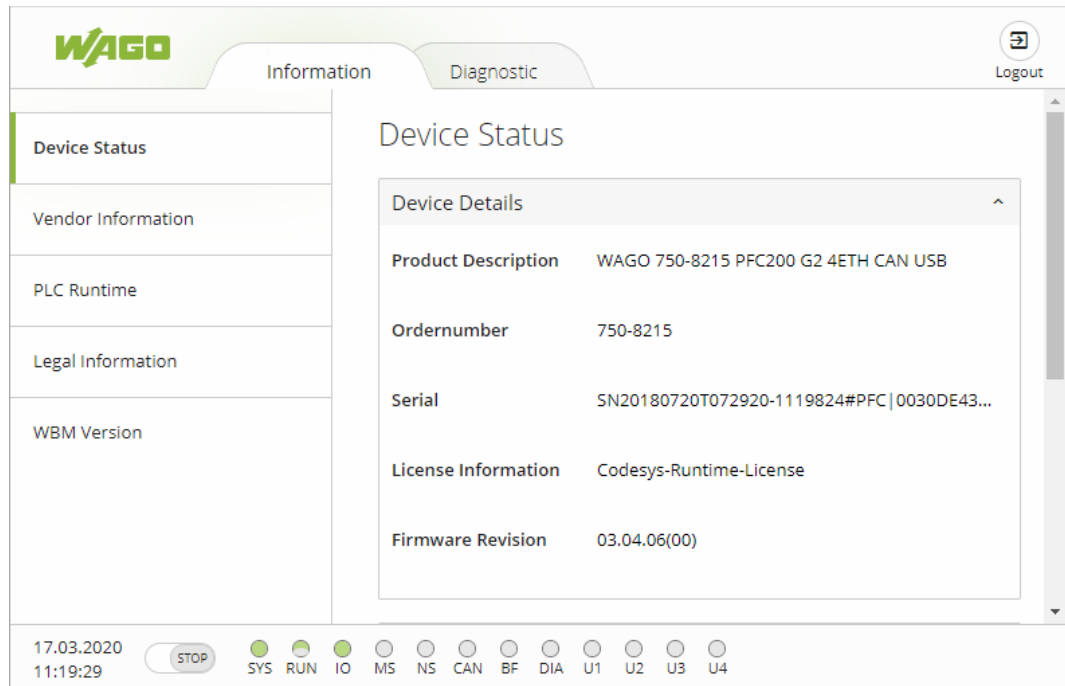 WAGO
Information
Diagnostic
Logout
Device Status
Vendor Information
PLC Runtime
Legal Information
WBM Version
Device Status
Device Details
Product Description WAGO 750-8215 PFC200 G2 4ETH CAN USB
Ordernumber 750-8215
Serial SN20180720T072920-1119824#PFC|0030DE43...
License Information Codesys-Runtime-License
Firmware Revision 03.04.06(00)
17.03.2020
11:19:29
STOP
SYS RUN IO MS NS CAN BF DIA U1 U2 U3 U4